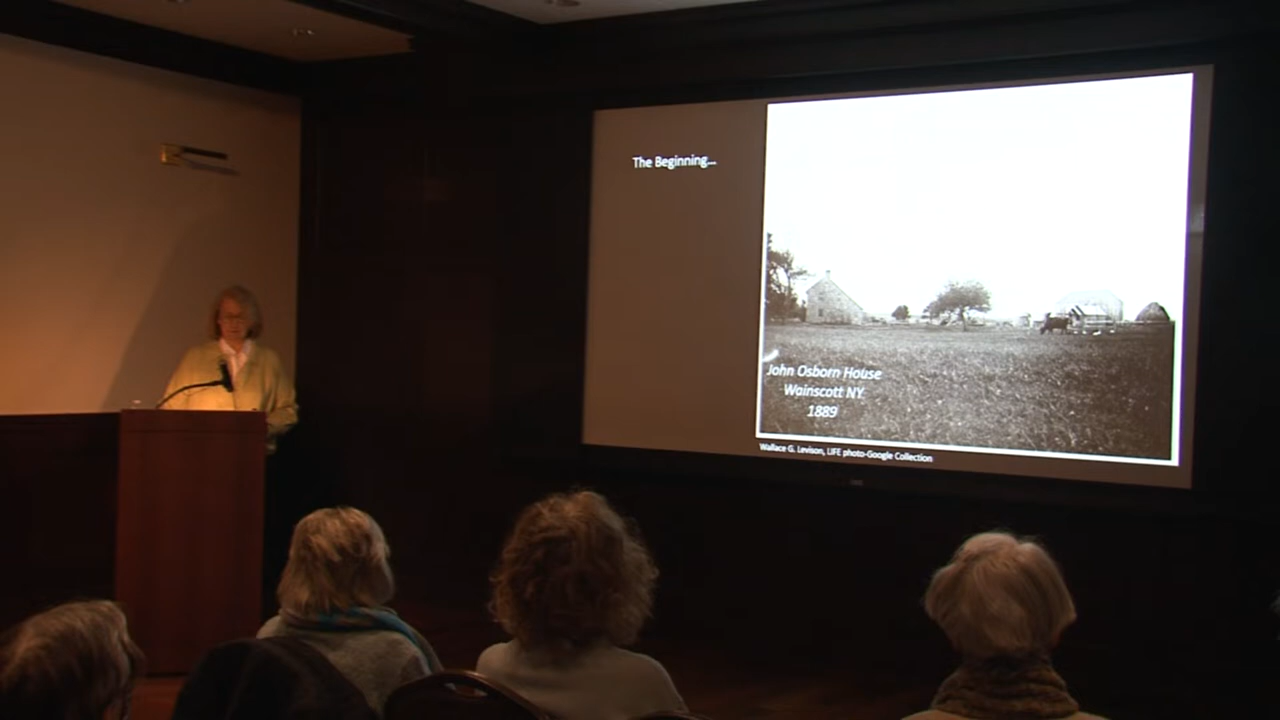 The Beginning...
John Osborn House
Wainscott NY
1889
Wallace G. Levison, LIFE photo-Google Collection